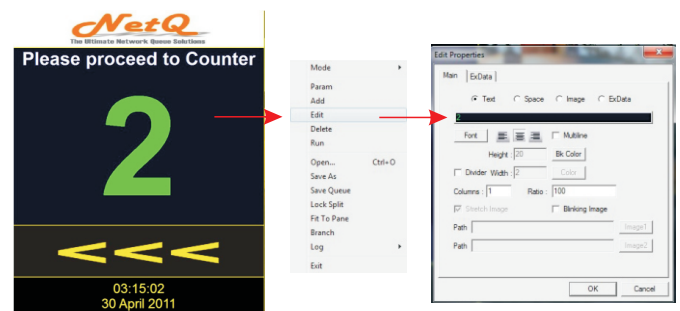 NetQ
The Ultimate Network Queue Solutions
Please proceed to Counter
2
<<<
03:15:02
30 April 2011
Mode
Param
Add
Edit
Delete
Run
Open... Ctrl+O
Save As
Save Queue
Lock Split
Fit To Pane
Branch
Log
Exit
Edit Properties
Main ExData
Text Space Image ExData
2
Font Multiline
Height : 20 Bk Color
Divider Width : 2 Color
Columns : 1 Ratio : 100
Stretch Image Blinking Image
Path Image1
Path Image2
OK Cancel